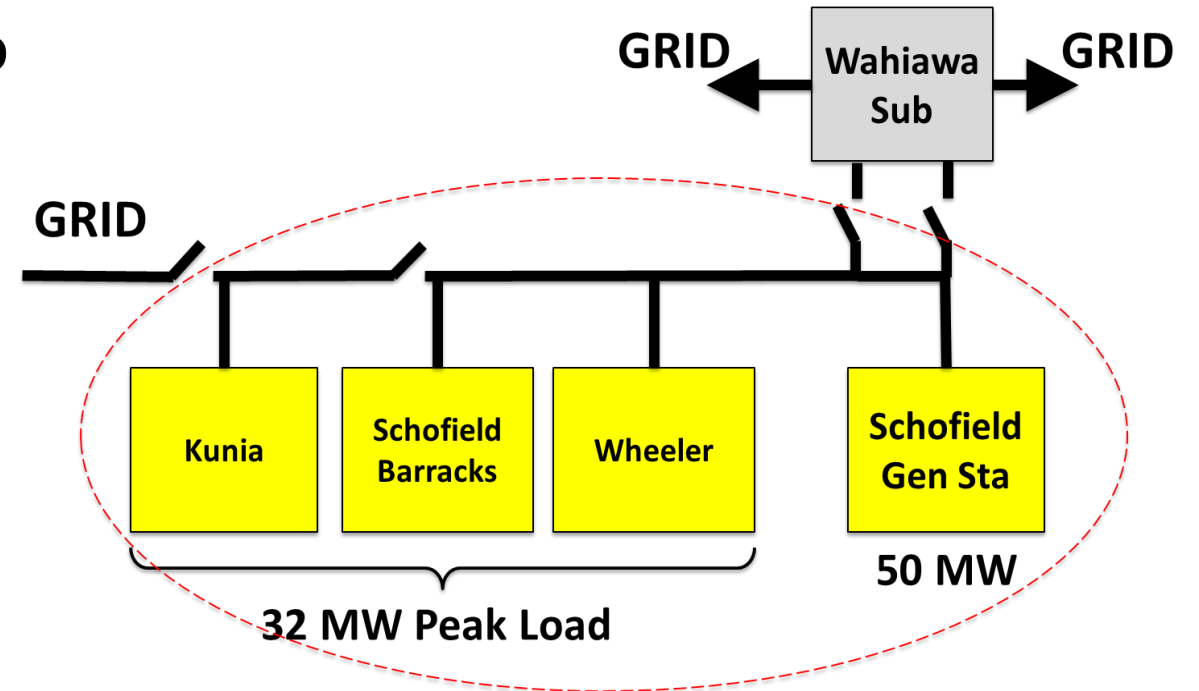 GRID
Wahiawa
Sub
GRID
GRID
Kunia
Schofield
Barracks
Wheeler
Schofield
Gen Sta
50 MW
32 MW Peak Load